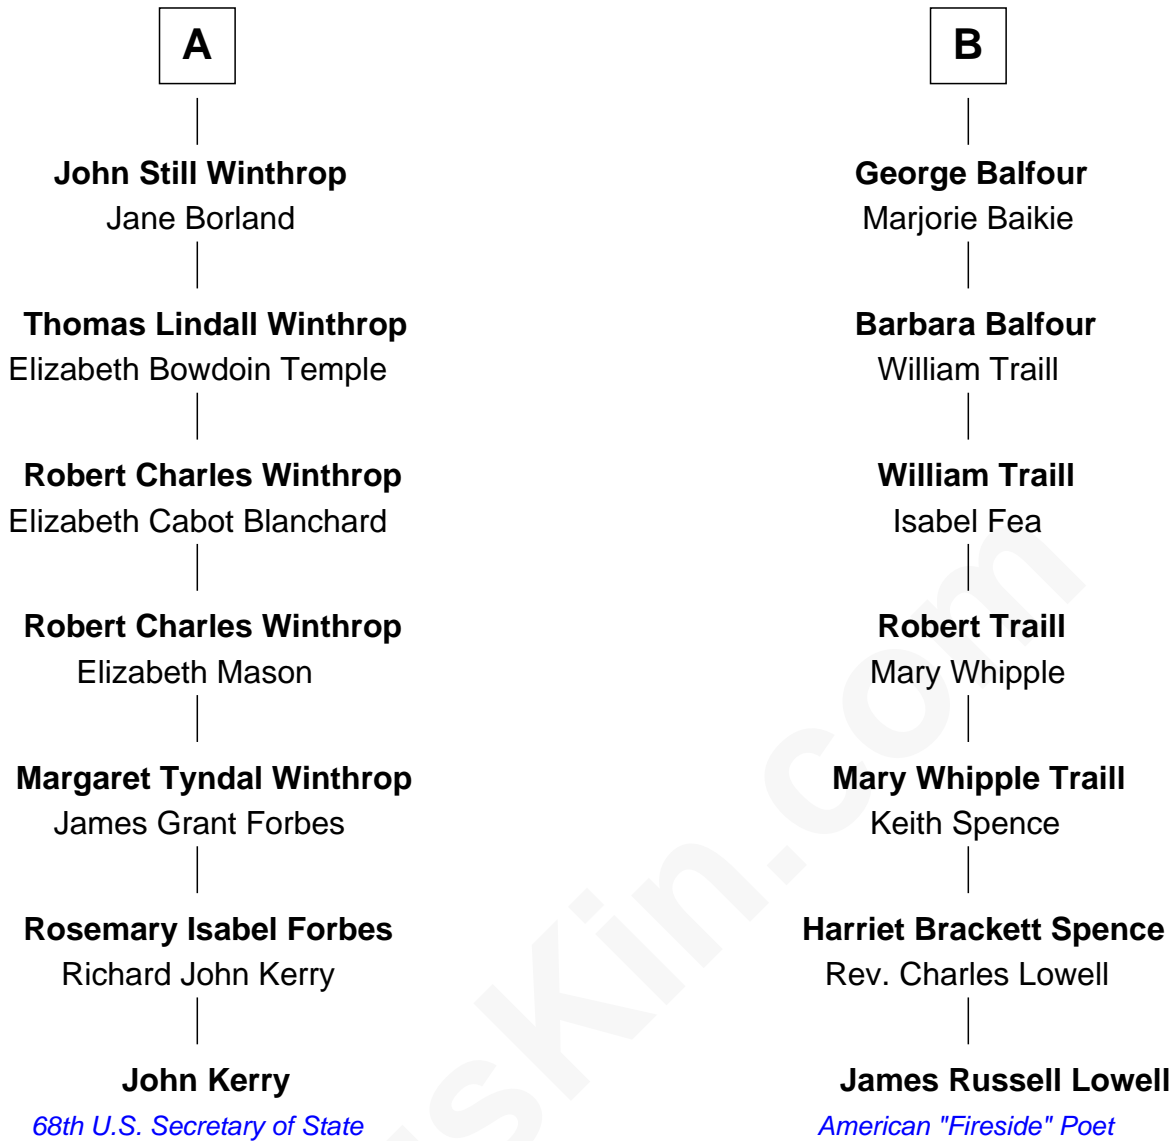 A
John Still Winthrop
Jane Borland
Thomas Lindall Winthrop
Elizabeth Bowdoin Temple
Robert Charles Winthrop
Elizabeth Cabot Blanchard
Robert Charles Winthrop
Elizabeth Mason
Margaret Tyndal Winthrop
James Grant Forbes
Rosemary Isabel Forbes
Richard John Kerry
John Kerry
68th U.S. Secretary of State
B
George Balfour
Marjorie Baikie
Barbara Balfour
William Traill
William Traill
Isabel Fea
Robert Traill
Mary Whipple
Mary Whipple Traill
Keith Spence
Harriet Brackett Spence
Rev. Charles Lowell
James Russell Lowell
American "Fireside" Poet